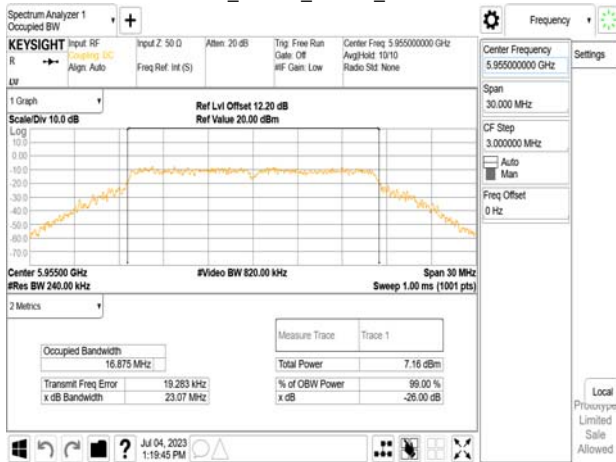 Spectrum Analyzer 1
Occupied BW
+
Frequency
KEYSIGHT
R
LXI
Input: RF
Coupling: DC
Align: Auto
Input Z: 50 Ω
Freq Ref: Int (S)
Atten: 20 dB
Trig: Free Run
Gate: Off
#IF Gain: Low
Center Freq: 5.955000000 GHz
Avg|Hold: 10/10
Radio Std: None
1 Graph
Scale/Div 10.0 dB
Ref Lvl Offset 12.20 dB
Ref Value 20.00 dBm
Log
10.0
0.00
-10.0
-20.0
-30.0
-40.0
-50.0
-60.0
-70.0
Center 5.95500 GHz
#Res BW 240.00 kHz
#Video BW 820.00 kHz
Span 30 MHz
Sweep 1.00 ms (1001 pts)
2 Metrics
Occupied Bandwidth
16.875 MHz
Transmit Freq Error 19.283 kHz
x dB Bandwidth 23.07 MHz
Measure Trace Trace 1
Total Power 7.16 dBm
% of OBW Power 99.00 %
x dB -26.00 dB
Center Frequency
5.955000000 GHz
Settings
Span
30.000 MHz
CF Step
3.000000 MHz
Auto
Man
Freq Offset
0 Hz
Local
Prototype
Limited
Sale
Allowed
?
Jul 04, 2023
1:19:45 PM